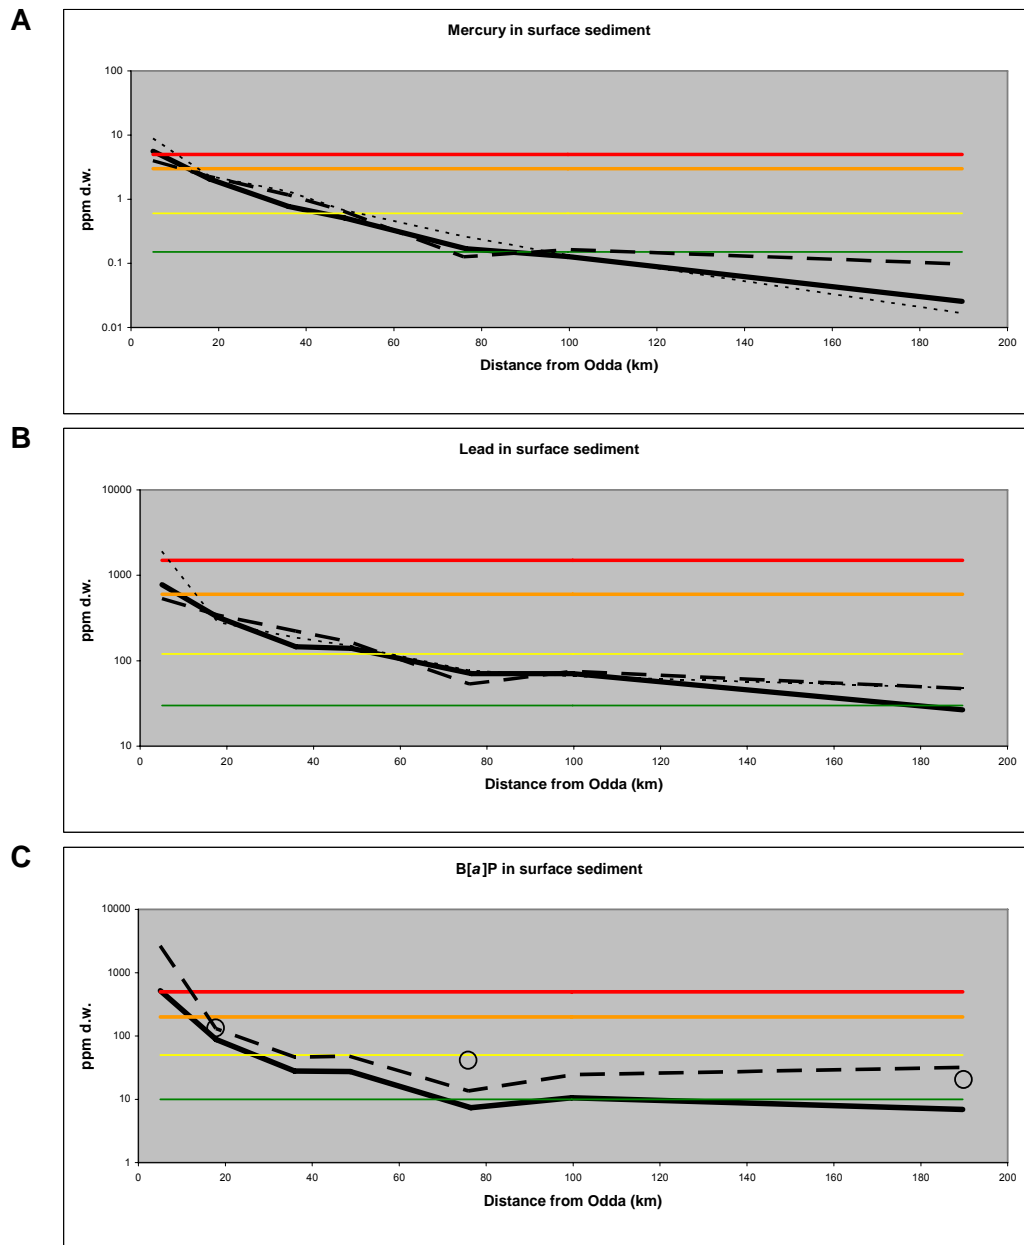 A
Mercury in surface sediment
100
10
1
0.1
0.01
ppm d.w.
0 20 40 60 80 100 120 140 160 180 200
Distance from Odda (km)
B
Lead in surface sediment
10000
1000
100
10
ppm d.w.
0 20 40 60 80 100 120 140 160 180 200
Distance from Odda (km)
C
B[a]P in surface sediment
10000
1000
100
10
1
ppm d.w.
0 20 40 60 80 100 120 140 160 180 200
Distance from Odda (km)